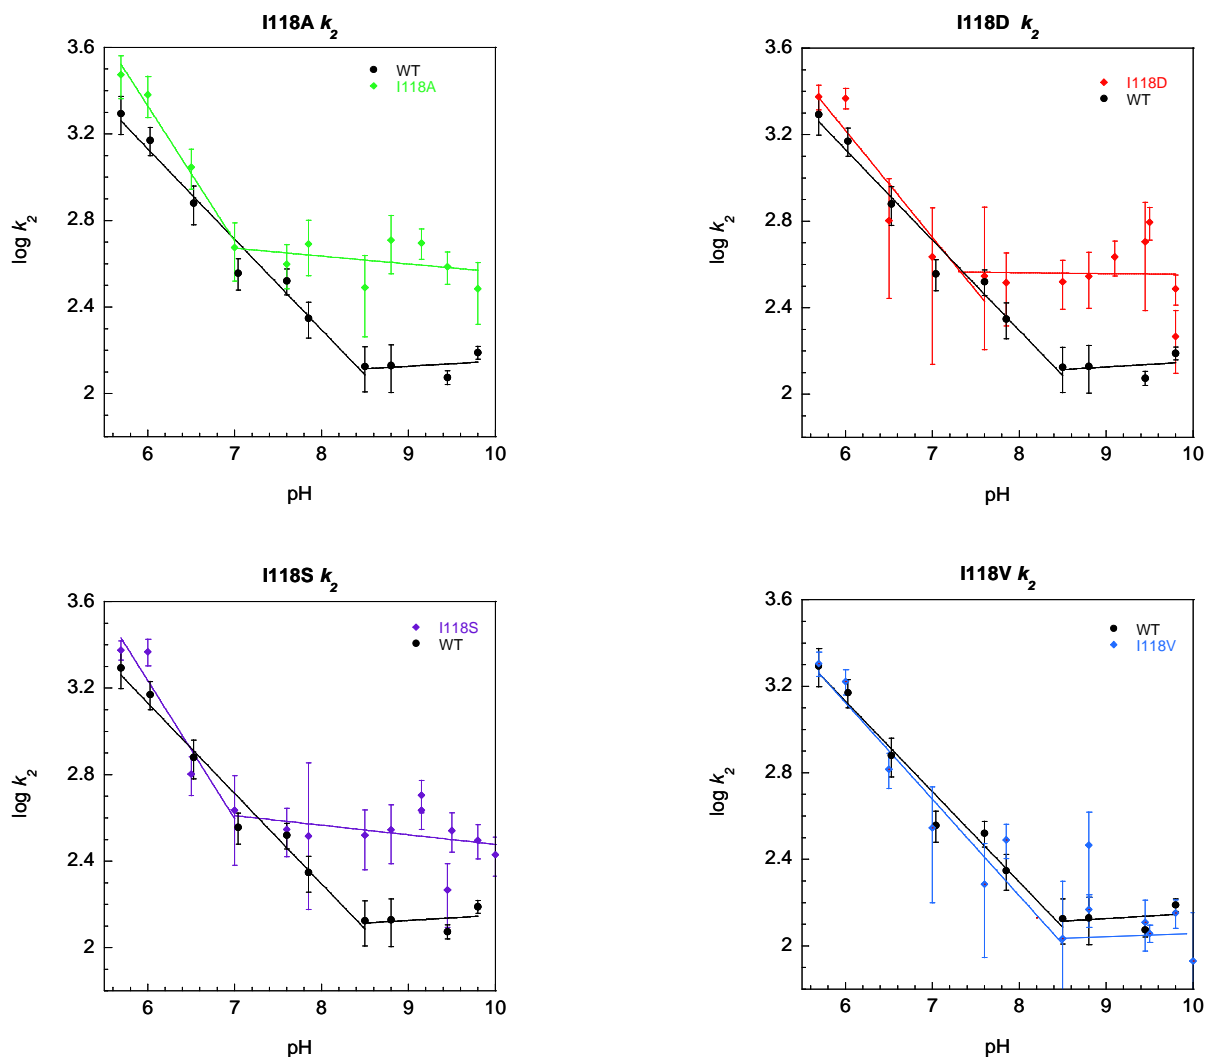 I118A k₂
3.6
3.2
2.8
2.4
2
log k₂
WT
I118A
6 7 8 9 10
pH
I118D k₂
3.6
3.2
2.8
2.4
2
log k₂
I118D
WT
6 7 8 9 10
pH
I118S k₂
3.6
3.2
2.8
2.4
2
log k₂
I118S
WT
6 7 8 9 10
pH
I118V k₂
3.6
3.2
2.8
2.4
2
log k₂
WT
I118V
6 7 8 9 10
pH